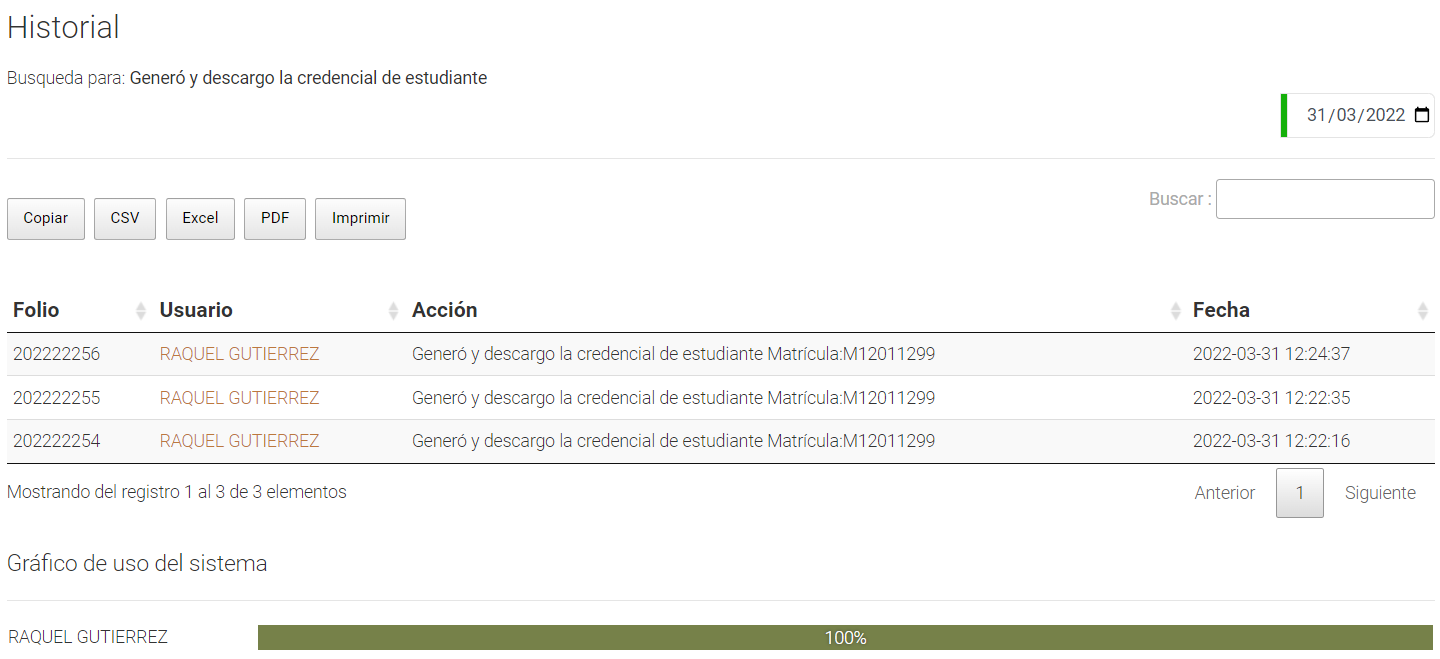 Historial
Busqueda para: Generó y descargo la credencial de estudiante
31/03/2022
Buscar :
Copiar CSV Excel PDF Imprimir
Folio Usuario Acción Fecha
202222256 RAQUEL GUTIERREZ Generó y descargo la credencial de estudiante Matrícula:M12011299 2022-03-31 12:24:37
202222255 RAQUEL GUTIERREZ Generó y descargo la credencial de estudiante Matrícula:M12011299 2022-03-31 12:22:35
202222254 RAQUEL GUTIERREZ Generó y descargo la credencial de estudiante Matrícula:M12011299 2022-03-31 12:22:16
Mostrando del registro 1 al 3 de 3 elementos
Anterior 1 Siguiente
Gráfico de uso del sistema
RAQUEL GUTIERREZ 100%